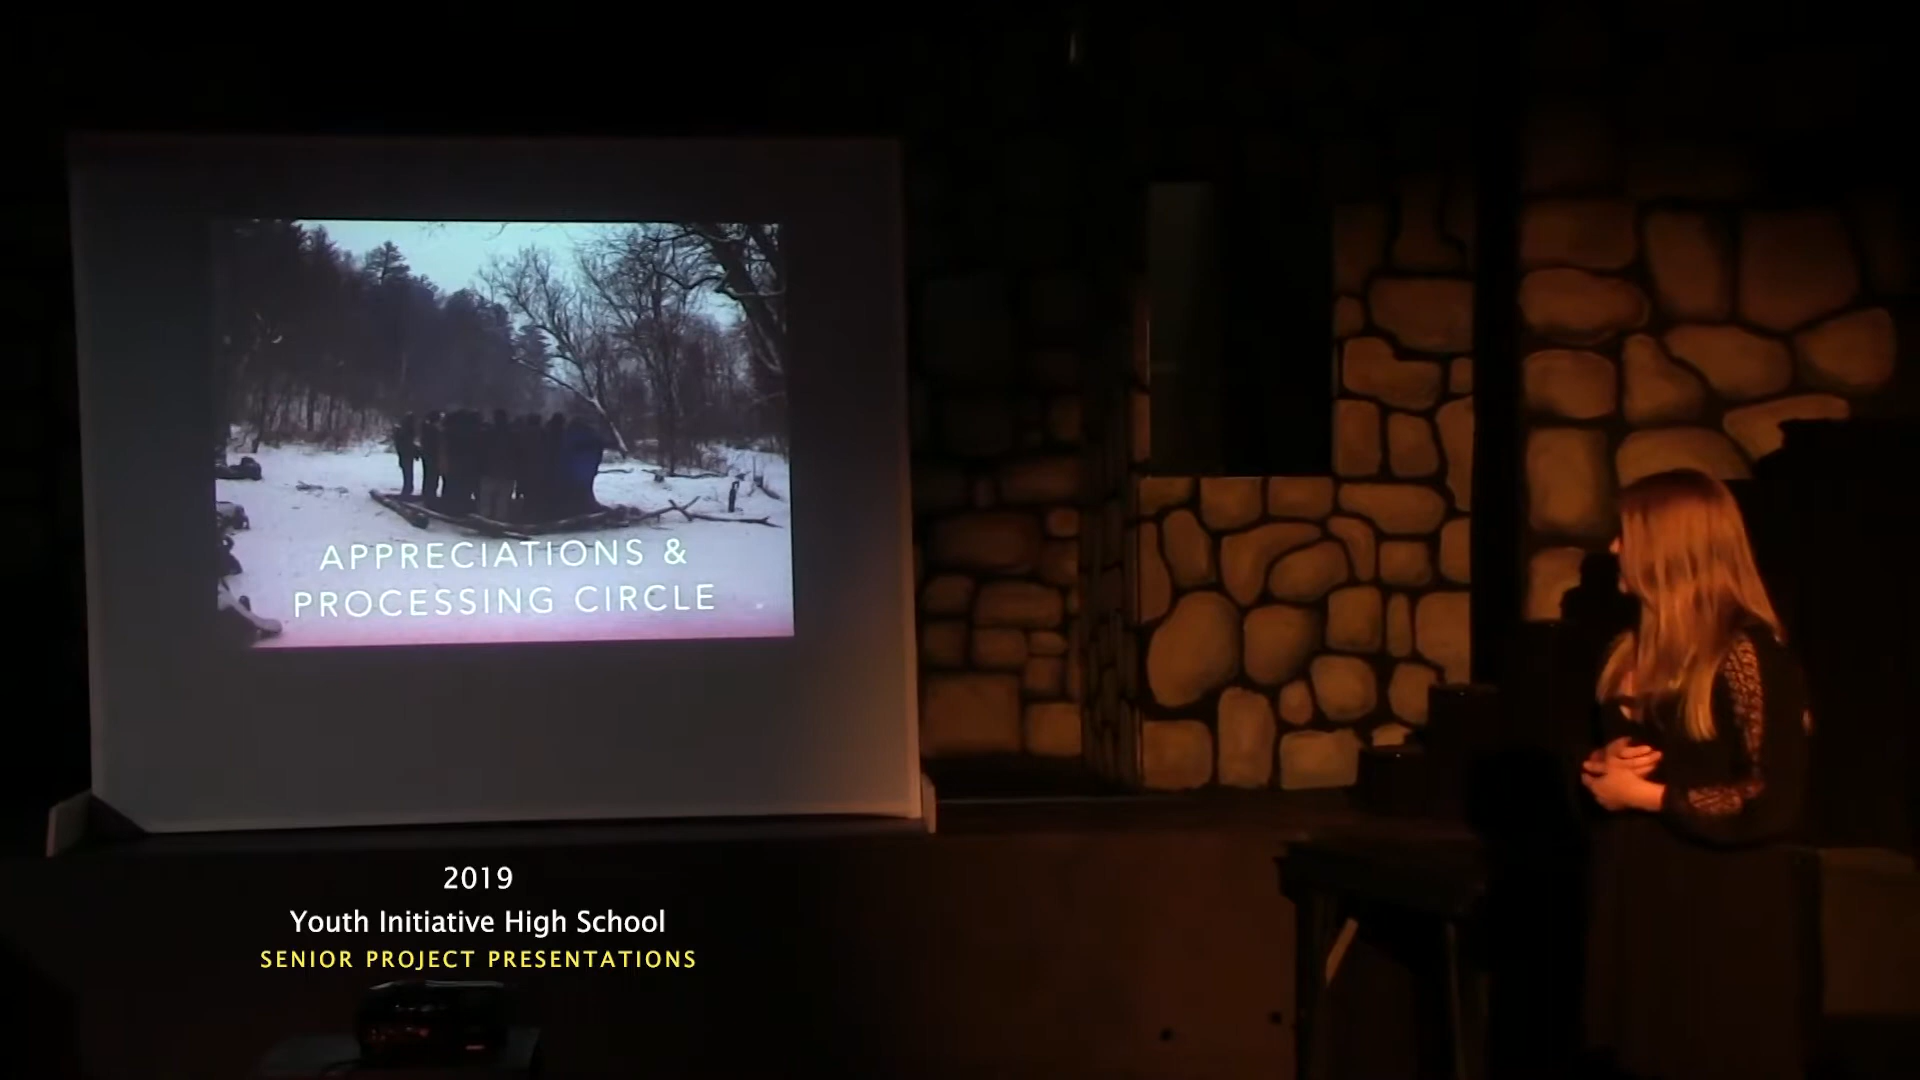 APPRECIATIONS &
PROCESSING CIRCLE
2019
Youth Initiative High School
SENIOR PROJECT PRESENTATIONS